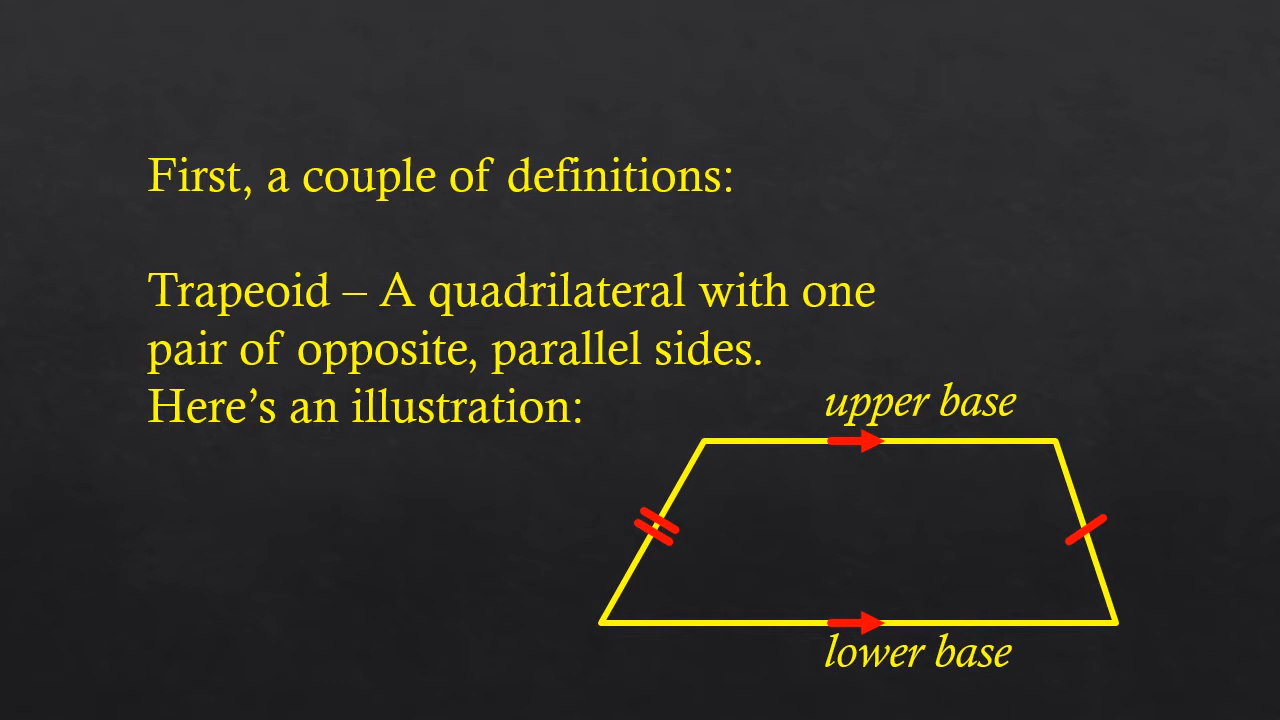 First, a couple of definitions:
Trapeoid – A quadrilateral with one
pair of opposite, parallel sides.
Here’s an illustration:
upper base
lower base